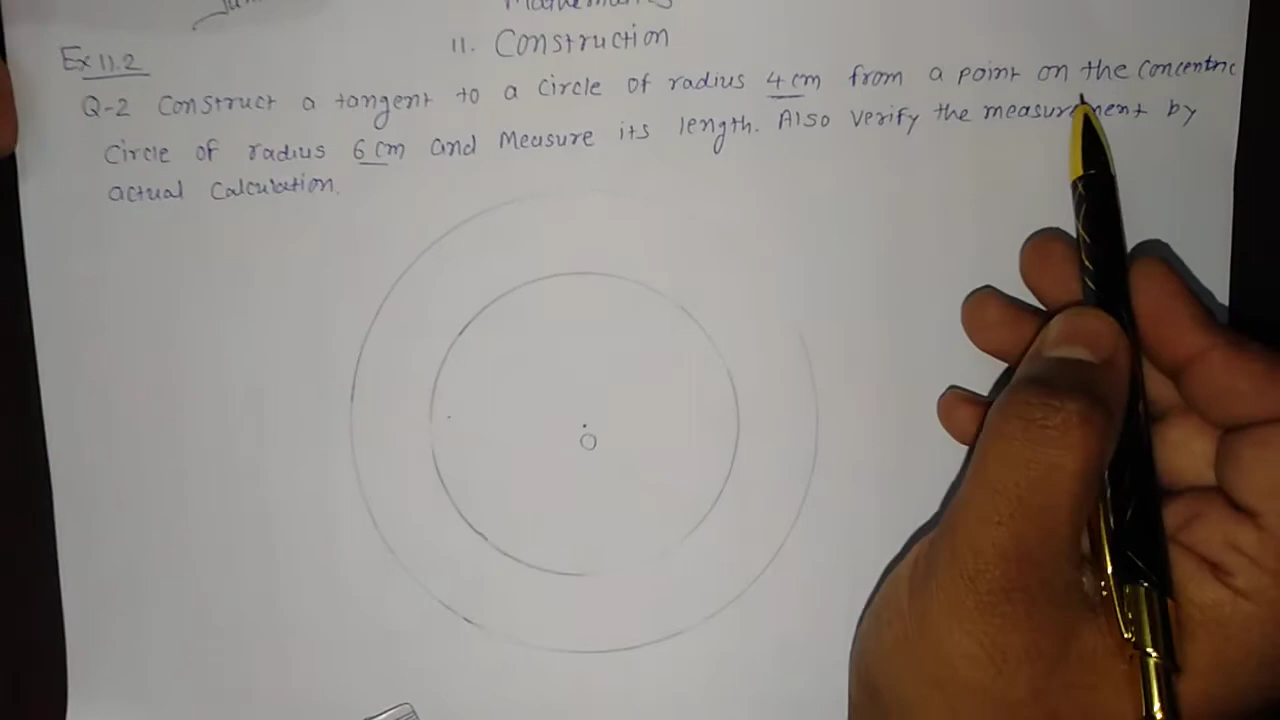 Mathematics
11. Construction
Ex 11.2
Q-2 Construct a tangent to a circle of radius 4 cm from a point on the concentric
circle of radius 6 cm and Measure its length. Also verify the measurement by
actual calculation.
O